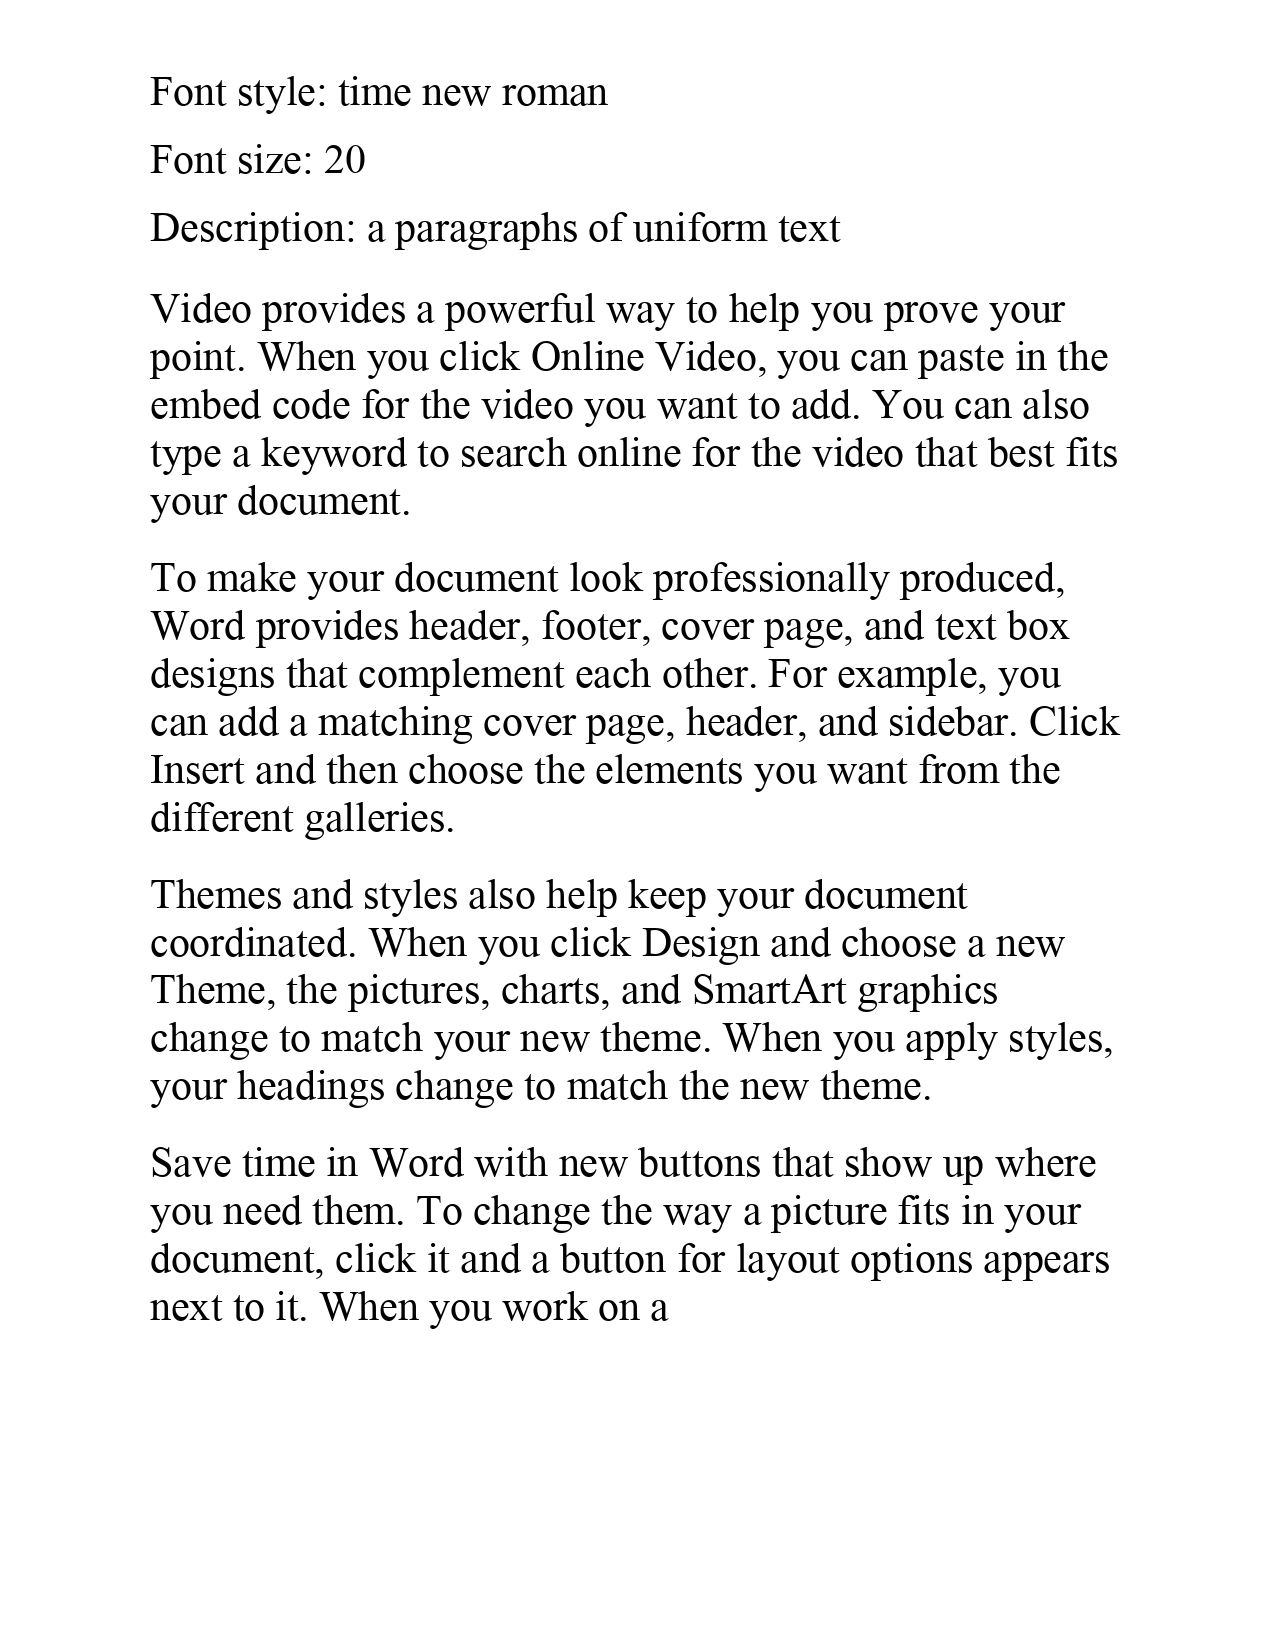 Font style: time new roman
Font size: 20
Description: a paragraphs of uniform text
Video provides a powerful way to help you prove your
point. When you click Online Video, you can paste in the
embed code for the video you want to add. You can also
type a keyword to search online for the video that best fits
your document.
To make your document look professionally produced,
Word provides header, footer, cover page, and text box
designs that complement each other. For example, you
can add a matching cover page, header, and sidebar. Click
Insert and then choose the elements you want from the
different galleries.
Themes and styles also help keep your document
coordinated. When you click Design and choose a new
Theme, the pictures, charts, and SmartArt graphics
change to match your new theme. When you apply styles,
your headings change to match the new theme.
Save time in Word with new buttons that show up where
you need them. To change the way a picture fits in your
document, click it and a button for layout options appears
next to it. When you work on a